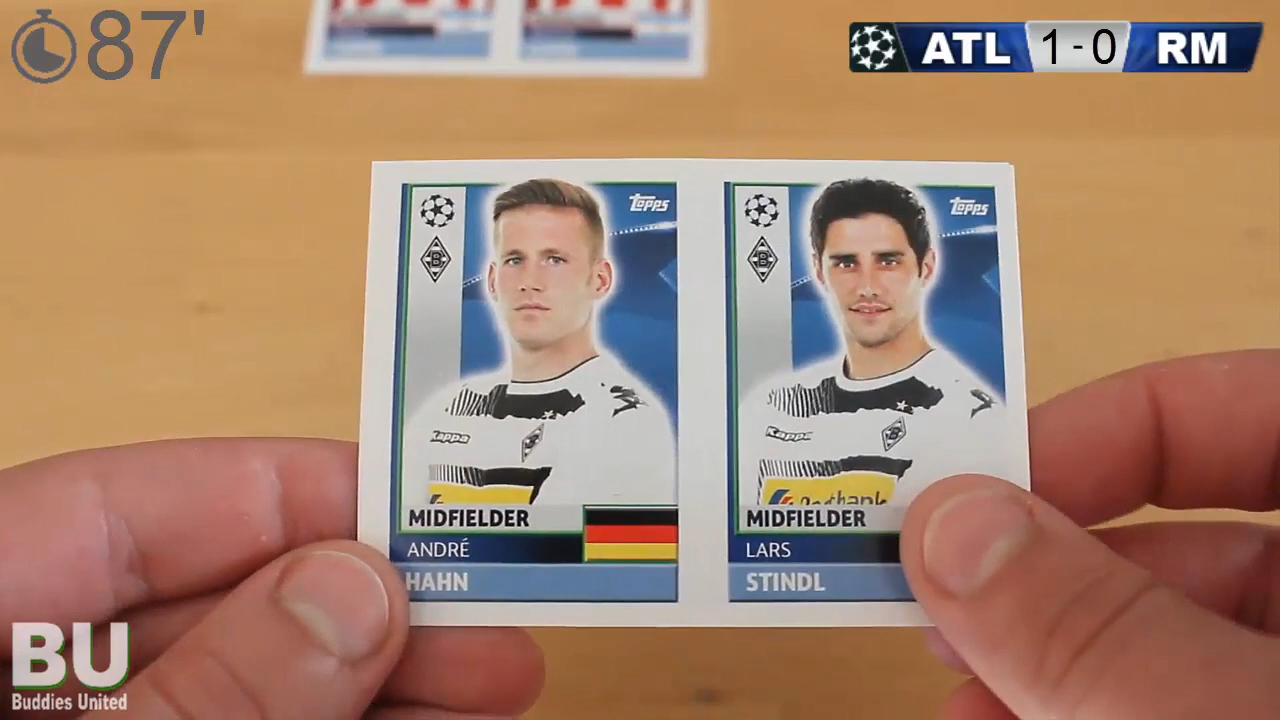 87'
ATL 1 - 0 RM
Topps
Topps
B
B
Kappa
Kappa
MIDFIELDER
ANDRÉ
HAHN
MIDFIELDER
LARS
STINDL
BU
Buddies United